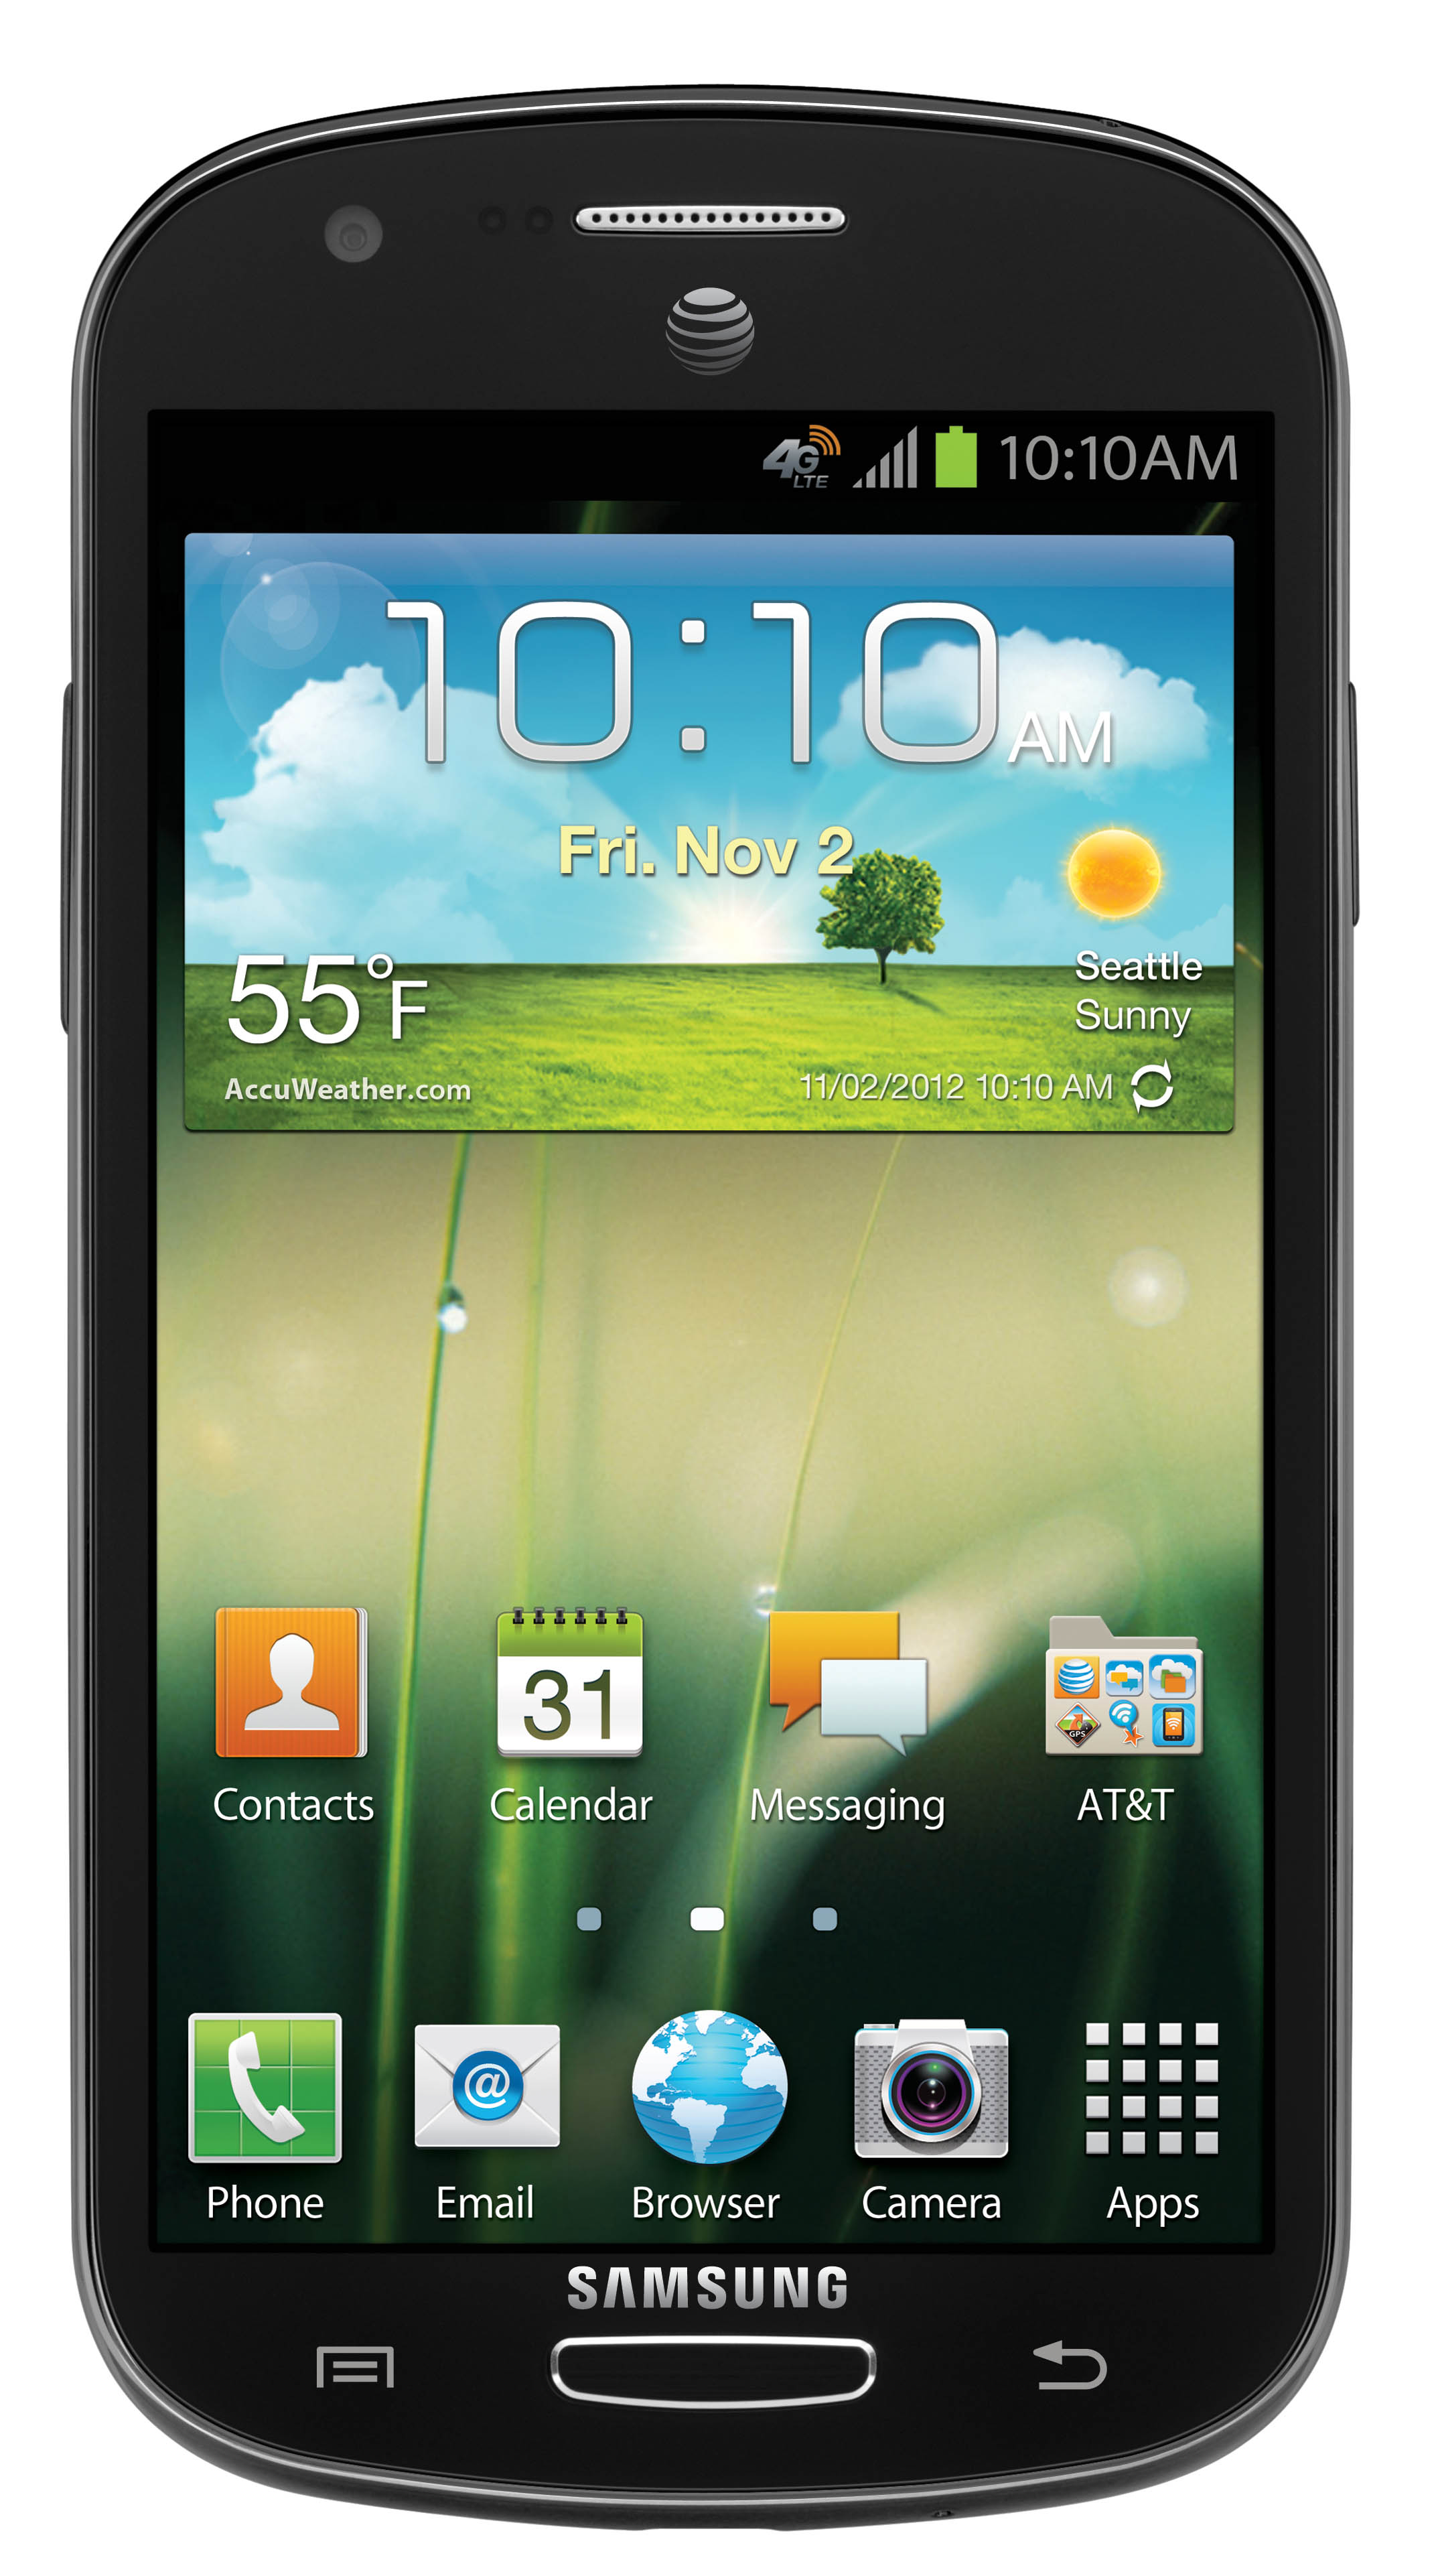 4G LTE 10:10AM
10:10 AM
Fri. Nov 2
55°F
Seattle
Sunny
AccuWeather.com 11/02/2012 10:10 AM
31
GPS
Contacts Calendar Messaging AT&T
@
Phone Email Browser Camera Apps
SAMSUNG